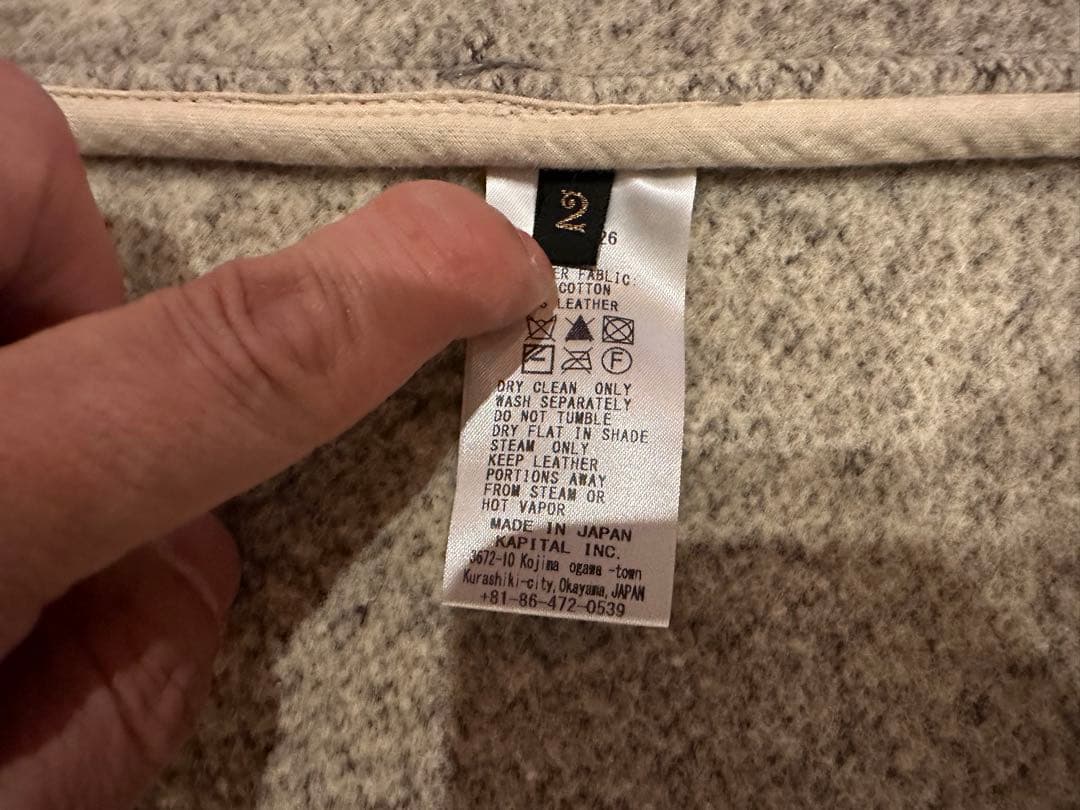 2
26
ER FABLIC:
COTTON
LEATHER
F
DRY CLEAN ONLY
WASH SEPARATELY
DO NOT TUMBLE
DRY FLAT IN SHADE
STEAM ONLY
KEEP LEATHER
PORTIONS AWAY
FROM STEAM OR
HOT VAPOR
MADE IN JAPAN
KAPITAL INC.
3672-10 Kojima ogawa -town
Kurashiki-city,Okayama,JAPAN
+81-86-472-0539